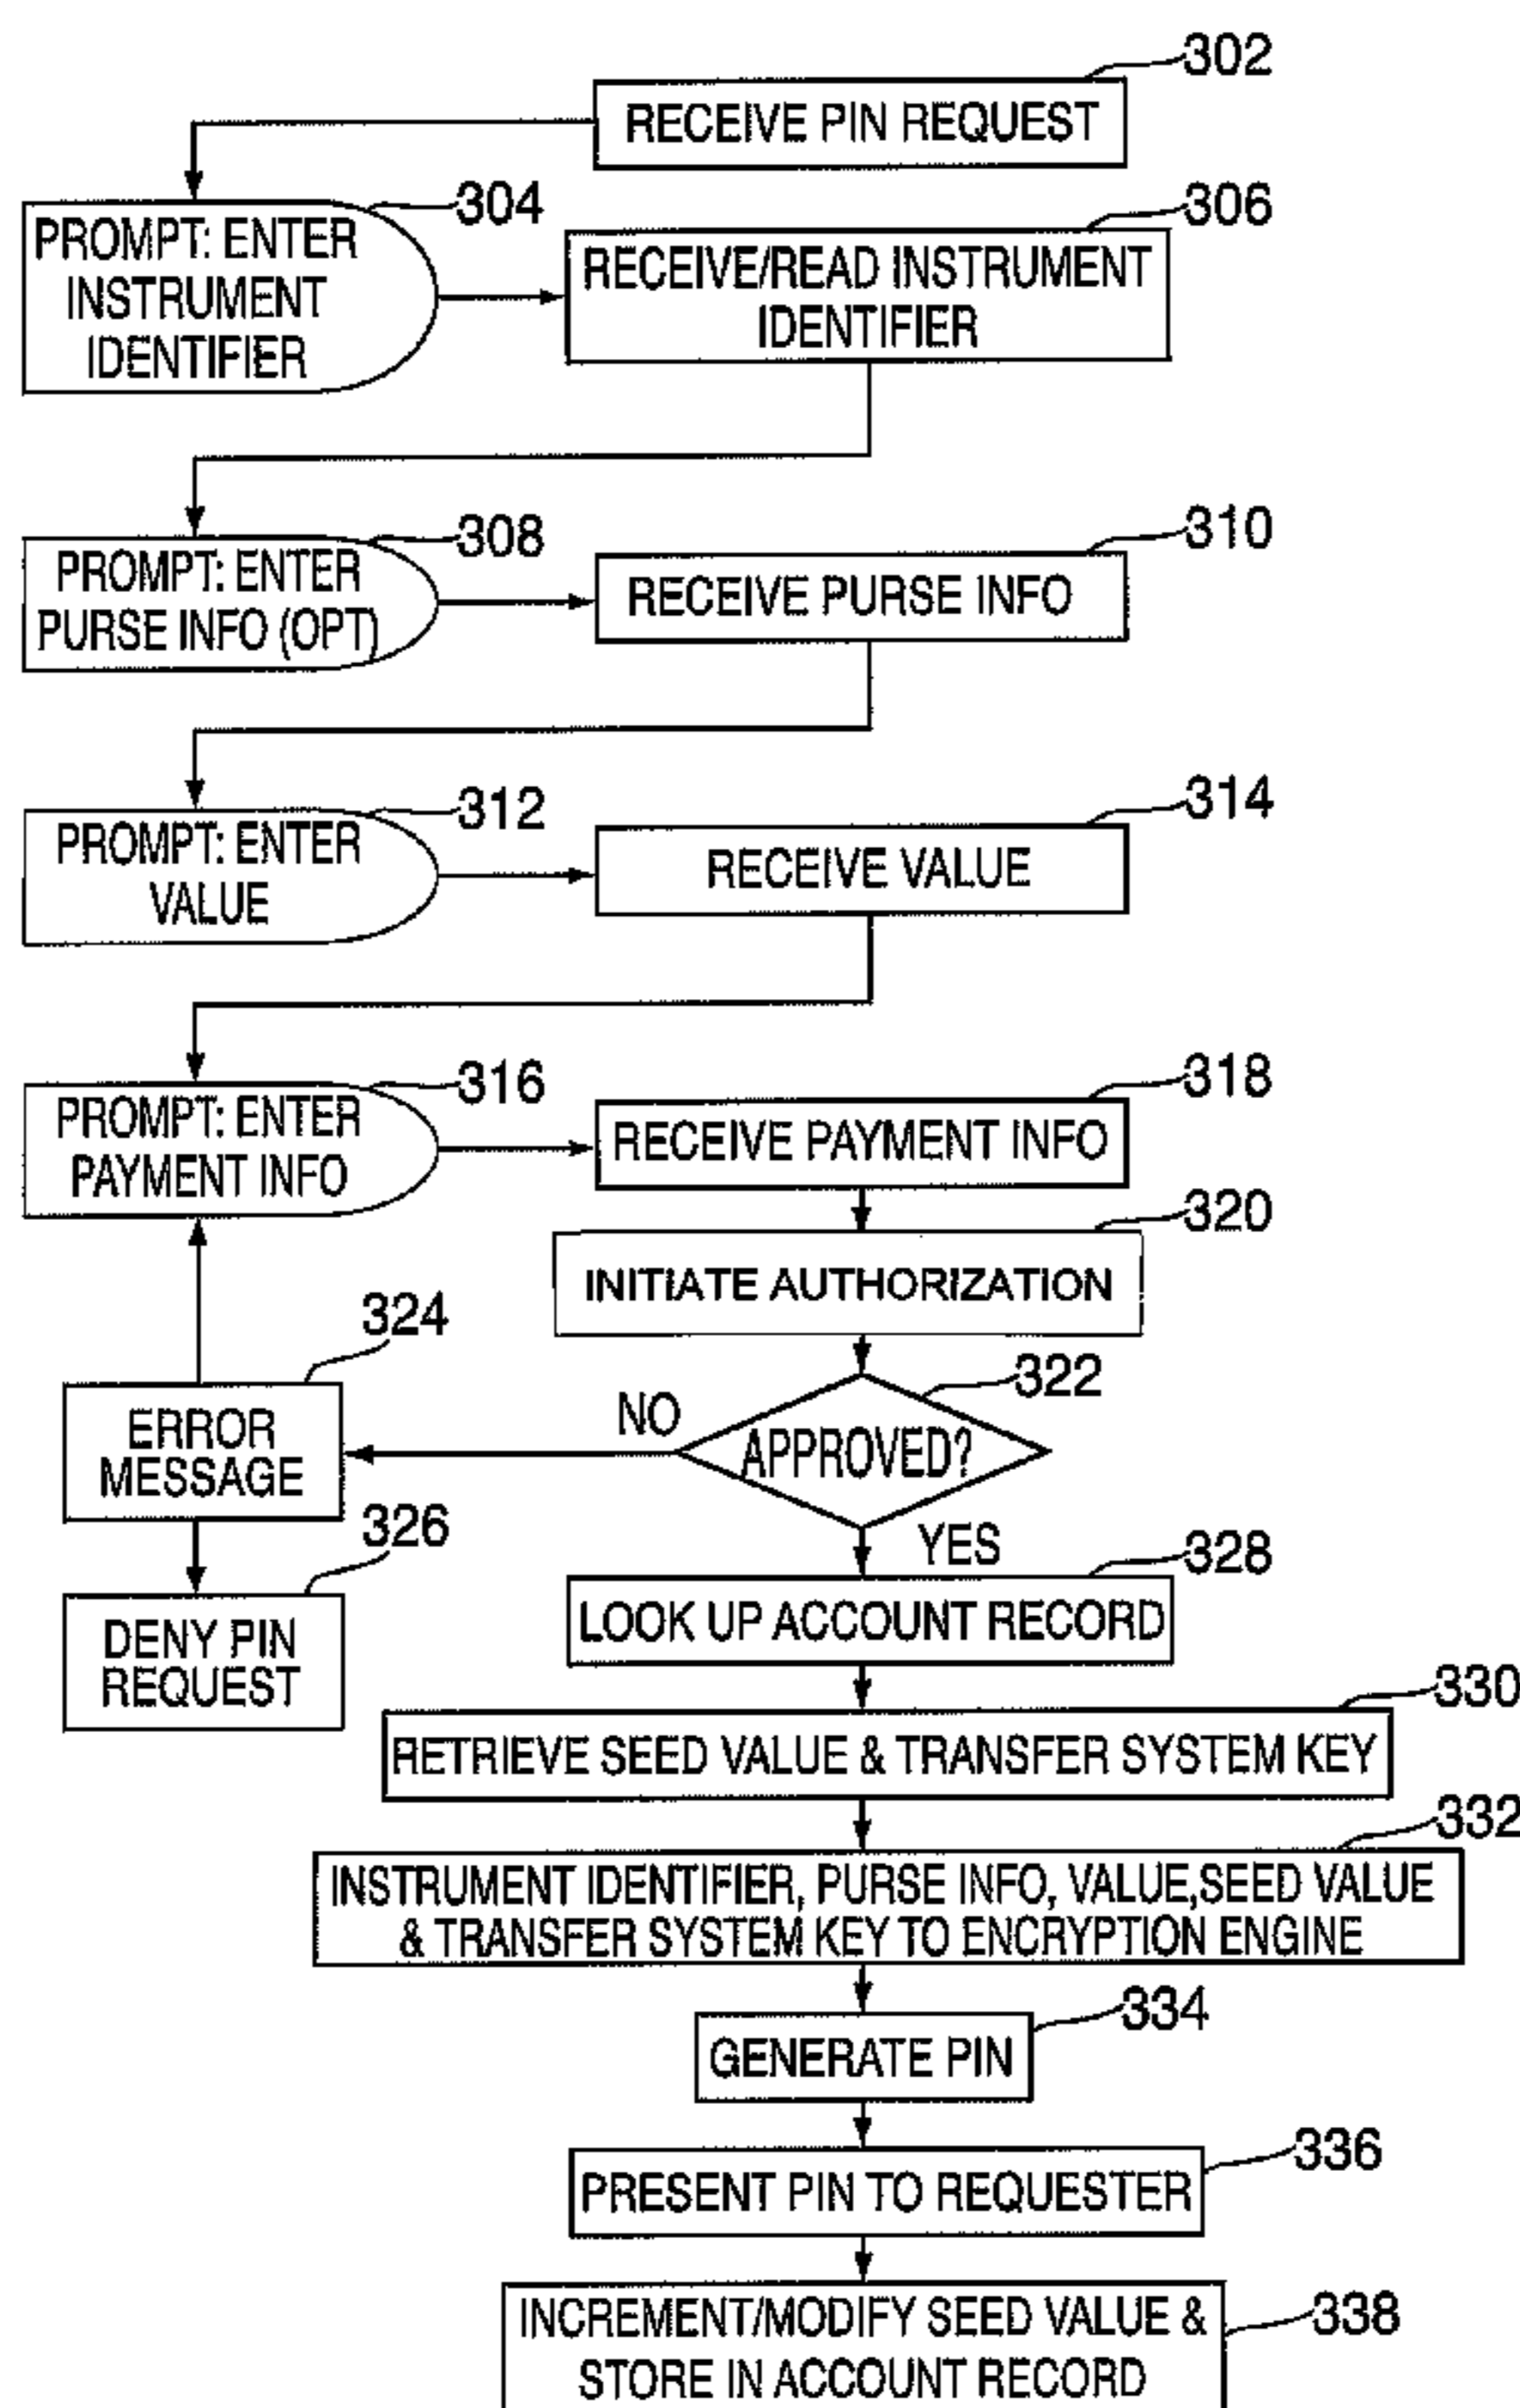 302
RECEIVE PIN REQUEST
304
PROMPT: ENTER
INSTRUMENT
IDENTIFIER
306
RECEIVE/READ INSTRUMENT
IDENTIFIER
308
PROMPT: ENTER
PURSE INFO (OPT)
310
RECEIVE PURSE INFO
312
PROMPT: ENTER
VALUE
314
RECEIVE VALUE
316
PROMPT: ENTER
PAYMENT INFO
318
RECEIVE PAYMENT INFO
320
INITIATE AUTHORIZATION
322
APPROVED?
NO
324
ERROR
MESSAGE
326
DENY PIN
REQUEST
YES
328
LOOK UP ACCOUNT RECORD
330
RETRIEVE SEED VALUE & TRANSFER SYSTEM KEY
332
INSTRUMENT IDENTIFIER, PURSE INFO, VALUE,SEED VALUE
& TRANSFER SYSTEM KEY TO ENCRYPTION ENGINE
334
GENERATE PIN
336
PRESENT PIN TO REQUESTER
338
INCREMENT/MODIFY SEED VALUE &
STORE IN ACCOUNT RECORD